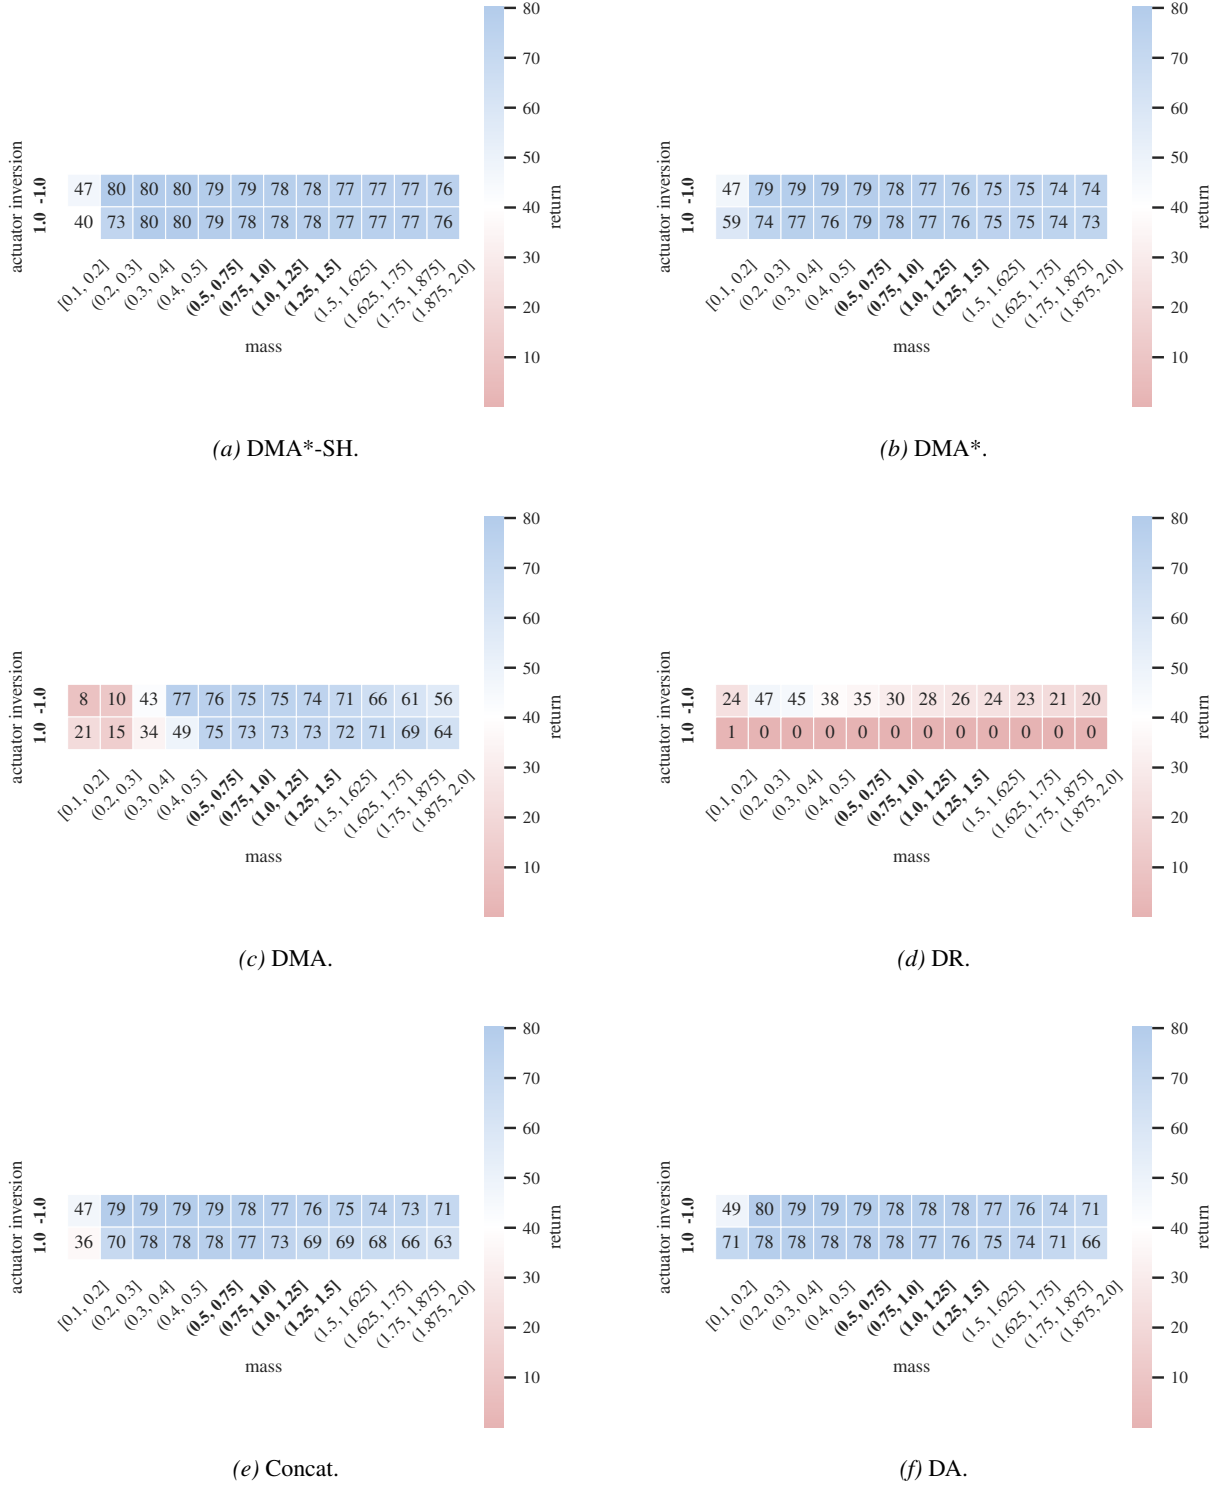 80
70
60
50
40
30
20
10
return
actuator inversion
1.0 -1.0
47 80 80 80 79 79 78 78 77 77 77 76
40 73 80 80 79 78 78 78 77 77 77 76
[0.1, 0.2] (0.2, 0.3] (0.3, 0.4] (0.4, 0.5] (0.5, 0.75] (0.75, 1.0] (1.0, 1.25] (1.25, 1.5] (1.5, 1.625] (1.625, 1.75] (1.75, 1.875] (1.875, 2.0]
mass
(a) DMA*-SH.
80
70
60
50
40
30
20
10
return
actuator inversion
1.0 -1.0
47 79 79 79 79 78 77 76 75 75 74 74
59 74 77 76 79 78 77 76 75 75 74 73
[0.1, 0.2] (0.2, 0.3] (0.3, 0.4] (0.4, 0.5] (0.5, 0.75] (0.75, 1.0] (1.0, 1.25] (1.25, 1.5] (1.5, 1.625] (1.625, 1.75] (1.75, 1.875] (1.875, 2.0]
mass
(b) DMA*.
80
70
60
50
40
30
20
10
return
actuator inversion
1.0 -1.0
8 10 43 77 76 75 75 74 71 66 61 56
21 15 34 49 75 73 73 73 72 71 69 64
[0.1, 0.2] (0.2, 0.3] (0.3, 0.4] (0.4, 0.5] (0.5, 0.75] (0.75, 1.0] (1.0, 1.25] (1.25, 1.5] (1.5, 1.625] (1.625, 1.75] (1.75, 1.875] (1.875, 2.0]
mass
(c) DMA.
80
70
60
50
40
30
20
10
return
actuator inversion
1.0 -1.0
24 47 45 38 35 30 28 26 24 23 21 20
1 0 0 0 0 0 0 0 0 0 0 0
[0.1, 0.2] (0.2, 0.3] (0.3, 0.4] (0.4, 0.5] (0.5, 0.75] (0.75, 1.0] (1.0, 1.25] (1.25, 1.5] (1.5, 1.625] (1.625, 1.75] (1.75, 1.875] (1.875, 2.0]
mass
(d) DR.
80
70
60
50
40
30
20
10
return
actuator inversion
1.0 -1.0
47 79 79 79 79 78 77 76 75 74 73 71
36 70 78 78 78 77 73 69 69 68 66 63
[0.1, 0.2] (0.2, 0.3] (0.3, 0.4] (0.4, 0.5] (0.5, 0.75] (0.75, 1.0] (1.0, 1.25] (1.25, 1.5] (1.5, 1.625] (1.625, 1.75] (1.75, 1.875] (1.875, 2.0]
mass
(e) Concat.
80
70
60
50
40
30
20
10
return
actuator inversion
1.0 -1.0
49 80 79 79 79 78 78 78 77 76 74 71
71 78 78 78 78 78 77 76 75 74 71 66
[0.1, 0.2] (0.2, 0.3] (0.3, 0.4] (0.4, 0.5] (0.5, 0.75] (0.75, 1.0] (1.0, 1.25] (1.25, 1.5] (1.5, 1.625] (1.625, 1.75] (1.75, 1.875] (1.875, 2.0]
mass
(f) DA.